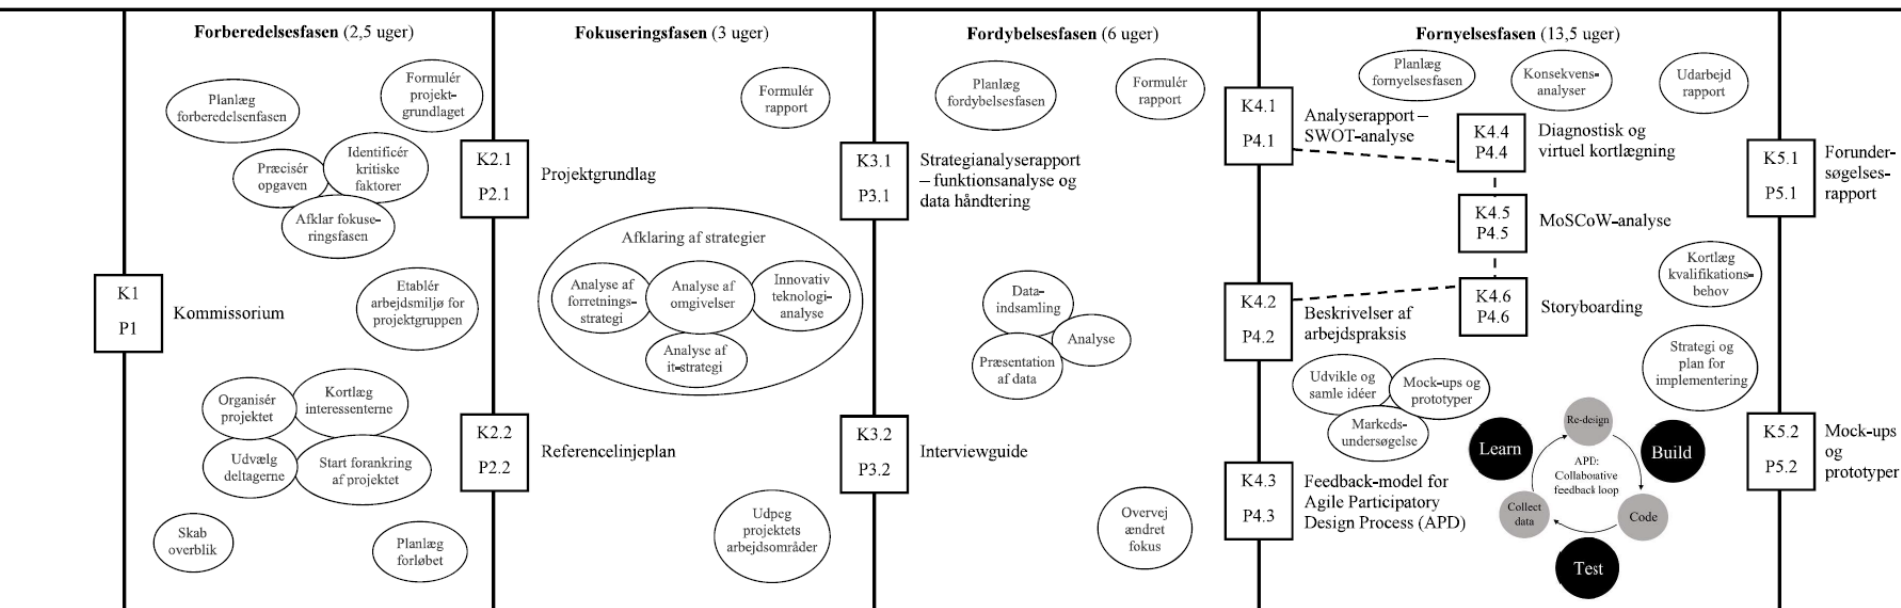 Forberedelsesfasen (2,5 uger)
Planlæg
forberedelsenfasen
Formulér
projekt-
grundlaget
Præcisér
opgaven
Identificér
kritiske
faktorer
Afklar fokuse-
ringsfasen
K1
P1
Kommissorium
Etablér
arbejdsmiljø for
projektgruppen
Organisér
projektet
Kortlæg
interessenterne
Udvælg
deltagerne
Start forankring
af projektet
Skab
overblik
Planlæg
forløbet
Fokuseringsfasen (3 uger)
Formulér
rapport
K2.1
P2.1
Projektgrundlag
Afklaring af strategier
Analyse af
forretnings-
strategi
Analyse af
omgivelser
Innovativ
teknologi-
analyse
Analyse af
it-strategi
K2.2
P2.2
Referencelinjeplan
Udpeg
projektets
arbejdsområder
Fordybelsesfasen (6 uger)
Planlæg
fordybelsesfasen
Formulér
rapport
K3.1
P3.1
Strategianalyserapport
– funktionsanalyse og
data håndtering
Data-
indsamling
Analyse
Præsentation
af data
K3.2
P3.2
Interviewguide
Overvej
ændret
fokus
Fornyelsesfasen (13,5 uger)
Planlæg
fornyelsesfasen
Konsekvens-
analyser
Udarbejd
rapport
K4.1
P4.1
Analyserapport –
SWOT-analyse
K4.4
P4.4
Diagnostisk og
virtuel kortlægning
K4.5
P4.5
MoSCoW-analyse
K4.2
P4.2
Beskrivelser af
arbejdspraksis
K4.6
P4.6
Storyboarding
Kortlæg
kvalifikations-
behov
Udvikle og
samle idéer
Mock-ups og
prototyper
Markeds-
undersøgelse
Strategi og
plan for
implementering
K4.3
P4.3
Feedback-model for
Agile Participatory
Design Process (APD)
Re-design
Learn
Build
APD:
Collaborative
feedback loop
Collect
data
Code
Test
K5.1
P5.1
Forunder-
søgelses-
rapport
K5.2
P5.2
Mock-ups
og
prototyper